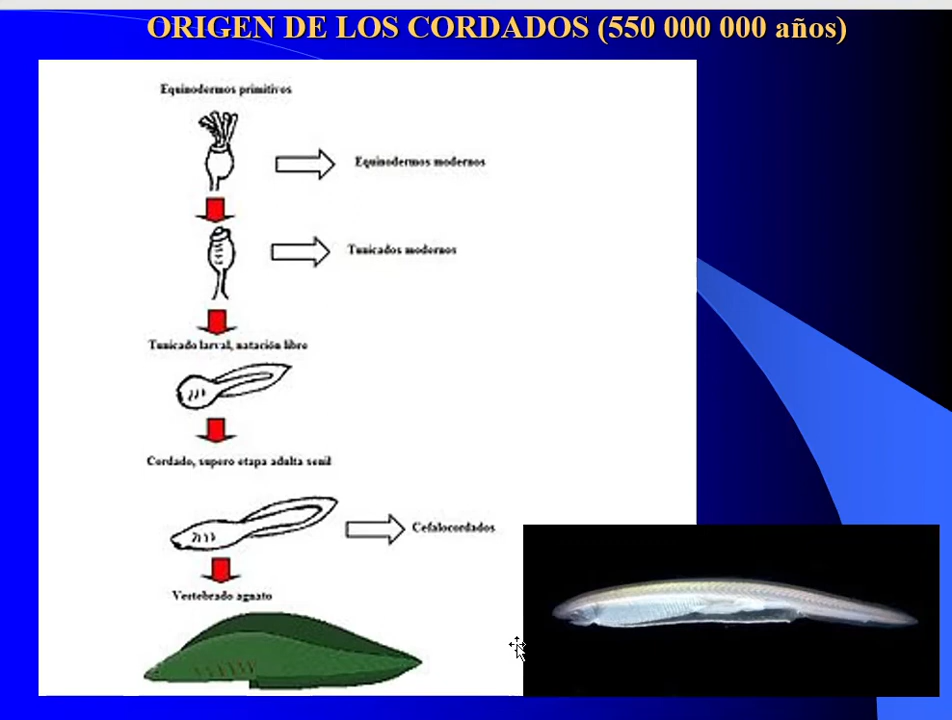 ORIGEN DE LOS CORDADOS (550 000 000 años)
Equinodermos primitivos
Equinodermos modernos
Tunicados modernos
Tunicado larval, natación libre
Cordado, supero etapa adulta senil
Cefalocordados
Vertebrado agnato